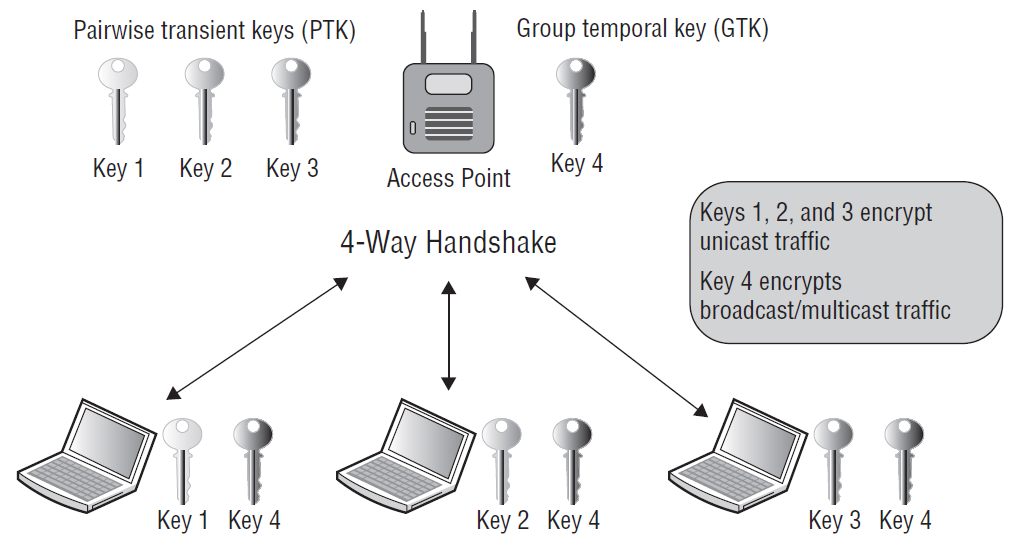 Pairwise transient keys (PTK)
Group temporal key (GTK)
Key 1
Key 2
Key 3
Access Point
Key 4
Keys 1, 2, and 3 encrypt
unicast traffic
Key 4 encrypts
broadcast/multicast traffic
4-Way Handshake
Key 1
Key 4
Key 2
Key 4
Key 3
Key 4